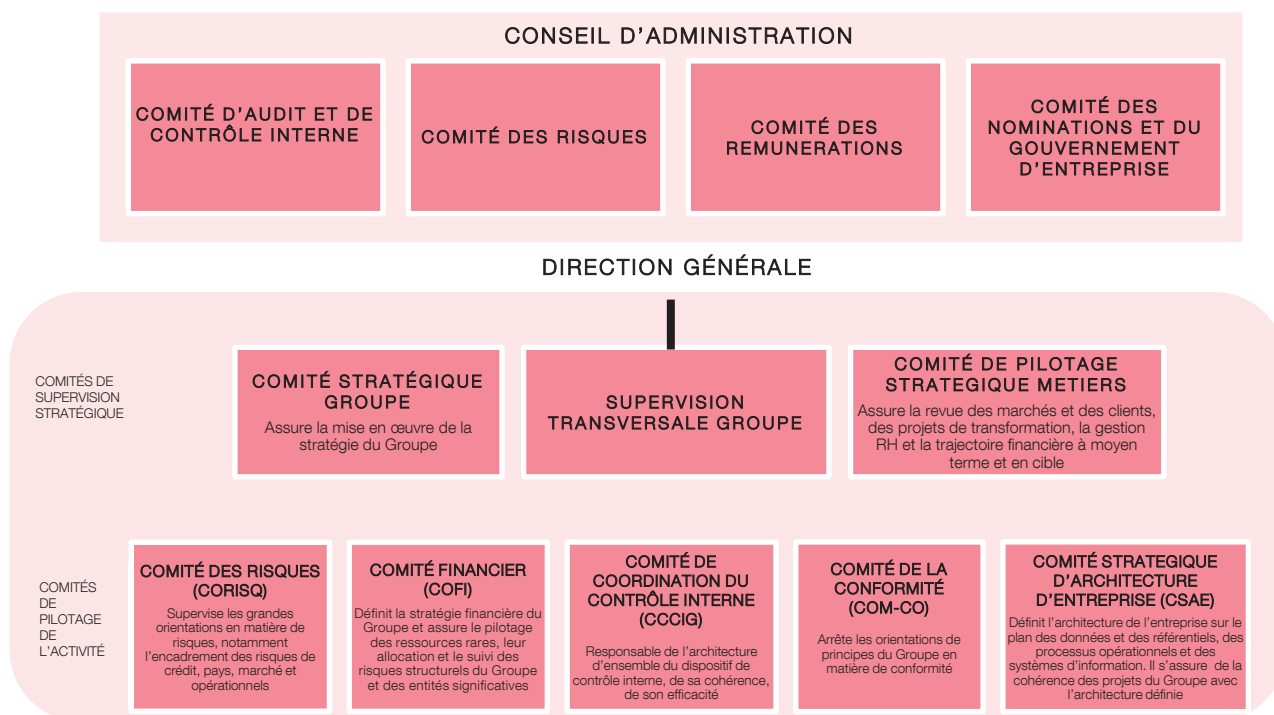 CONSEIL D’ADMINISTRATION
COMITÉ D’AUDIT ET DE
CONTRÔLE INTERNE
COMITÉ DES RISQUES
COMITÉ DES
REMUNERATIONS
COMITÉ DES
NOMINATIONS ET DU
GOUVERNEMENT
D’ENTREPRISE
DIRECTION GÉNÉRALE
COMITÉS DE
SUPERVISION
STRATÉGIQUE
COMITÉ STRATÉGIQUE
GROUPE
Assure la mise en œuvre de la
stratégie du Groupe
SUPERVISION
TRANSVERSALE GROUPE
COMITÉ DE PILOTAGE
STRATEGIQUE METIERS
Assure la revue des marchés et des clients,
des projets de transformation, la gestion
RH et la trajectoire financière à moyen
terme et en cible
COMITÉS
DE
PILOTAGE
DE
L’ACTIVITÉ
COMITÉ DES RISQUES
(CORISQ)
Supervise les grandes
orientations en matière de
risques, notamment
l’encadrement des risques de
crédit, pays, marché et
opérationnels
COMITÉ FINANCIER
(COFI)
Définit la stratégie financière du
Groupe et assure le pilotage
des ressources rares, leur
allocation et le suivi des
risques structurels du Groupe
et des entités significatives
COMITÉ DE
COORDINATION DU
CONTRÔLE INTERNE
(CCCIG)
Responsable de l’architecture
d’ensemble du dispositif de
contrôle interne, de sa cohérence,
de son efficacité
COMITÉ DE LA
CONFORMITÉ
(COM-CO)
Arrête les orientations de
principes du Groupe en
matière de conformité
COMITÉ STRATEGIQUE
D’ARCHITECTURE
D’ENTREPRISE (CSAE)
Définit l’architecture de l’entreprise sur le
plan des données et des référentiels, des
processus opérationnels et des
systèmes d’information. Il s’assure de la
cohérence des projets du Groupe avec
l’architecture définie